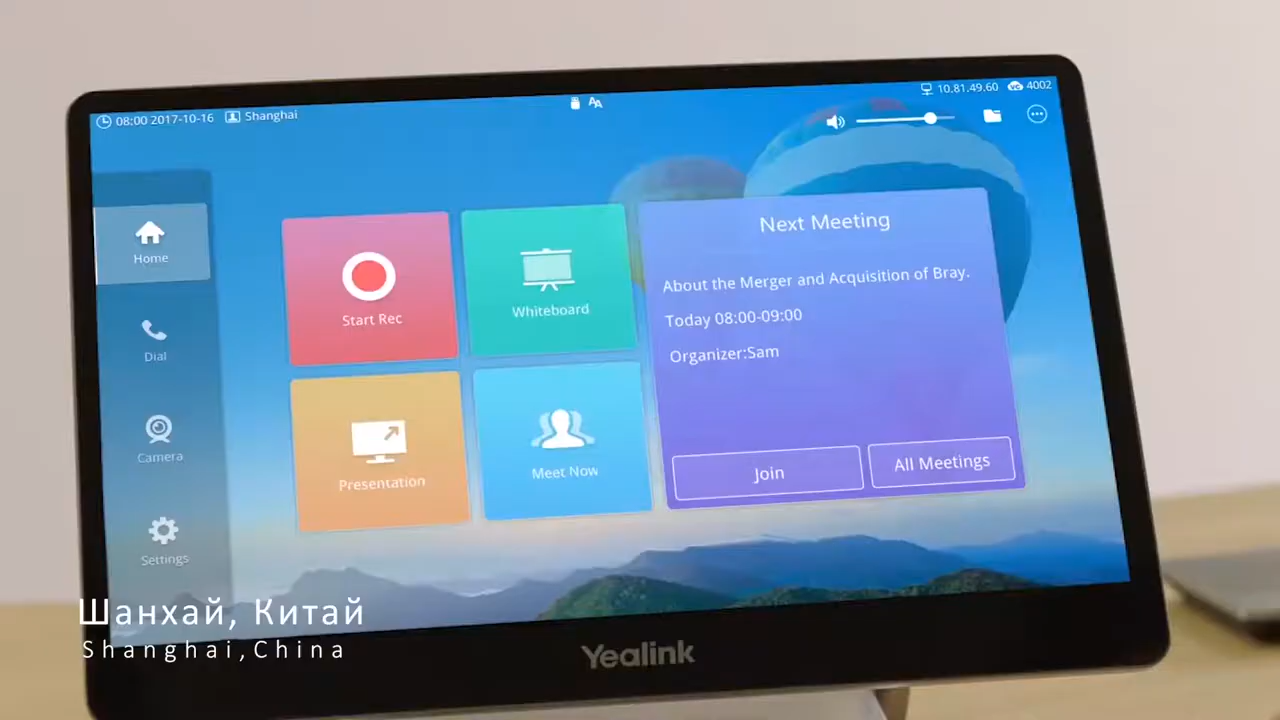 08:00 2017-10-16 Shanghai
AA
10.81.49.60 VC 4002
Home
Dial
Camera
Settings
Start Rec
Whiteboard
Presentation
Meet Now
Next Meeting
About the Merger and Acquisition of Bray.
Today 08:00-09:00
Organizer:Sam
Join
All Meetings
Yealink
Шанхай, Китай
Shanghai,China